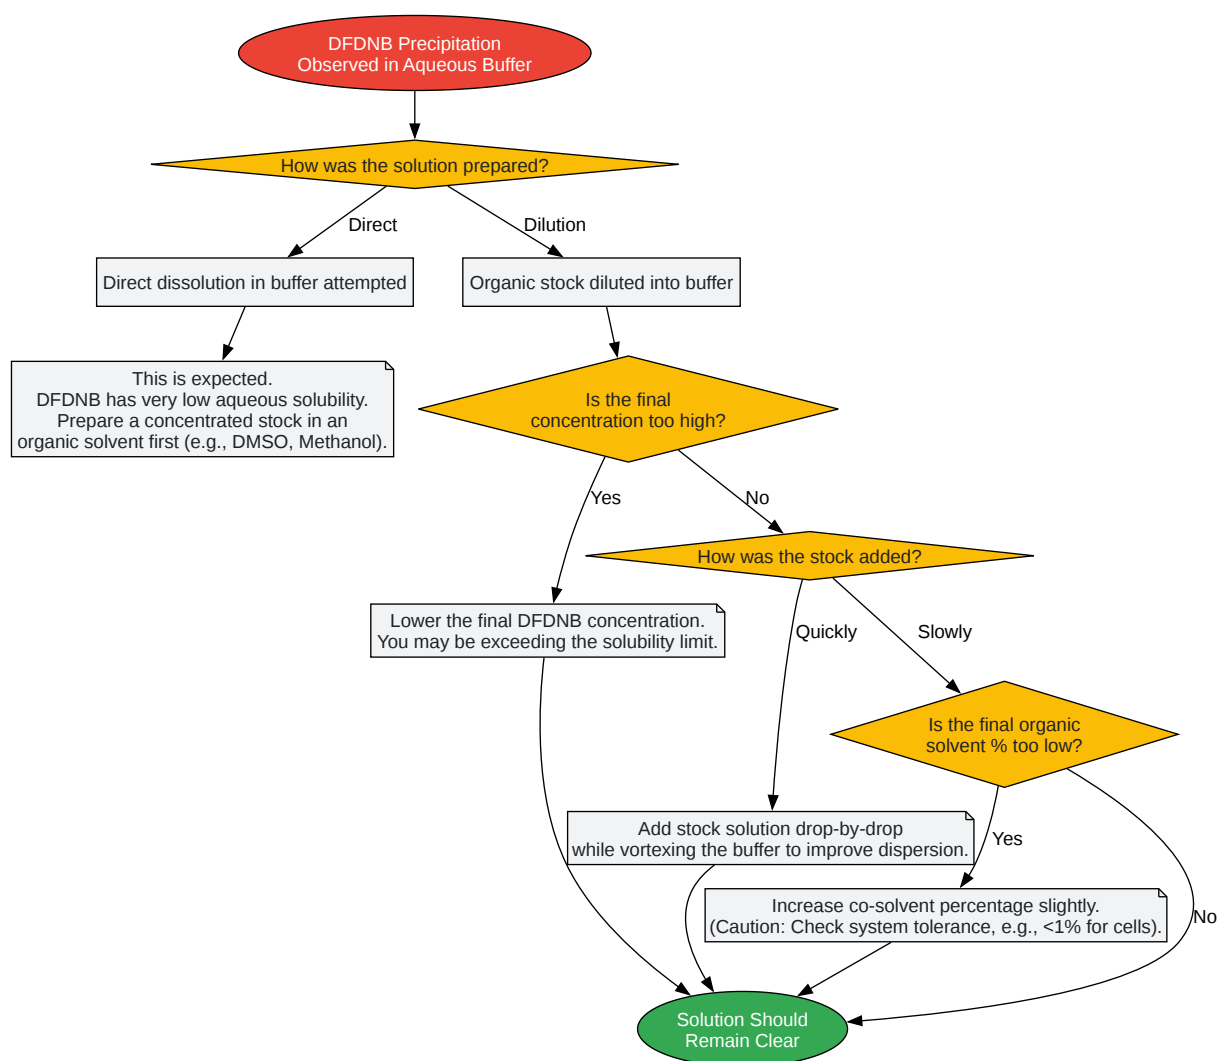 DFDNB Precipitation
Observed in Aqueous Buffer
How was the solution prepared?
Direct
Dilution
Direct dissolution in buffer attempted
Organic stock diluted into buffer
This is expected.
DFDNB has very low aqueous solubility.
Prepare a concentrated stock in an
organic solvent first (e.g., DMSO, Methanol).
Is the final
concentration too high?
Yes
No
How was the stock added?
Lower the final DFDNB concentration.
You may be exceeding the solubility limit.
Quickly
Slowly
Is the final organic
solvent % too low?
Add stock solution drop-by-drop
while vortexing the buffer to improve dispersion.
Yes
Increase co-solvent percentage slightly.
(Caution: Check system tolerance, e.g., <1% for cells).
No
Solution Should
Remain Clear